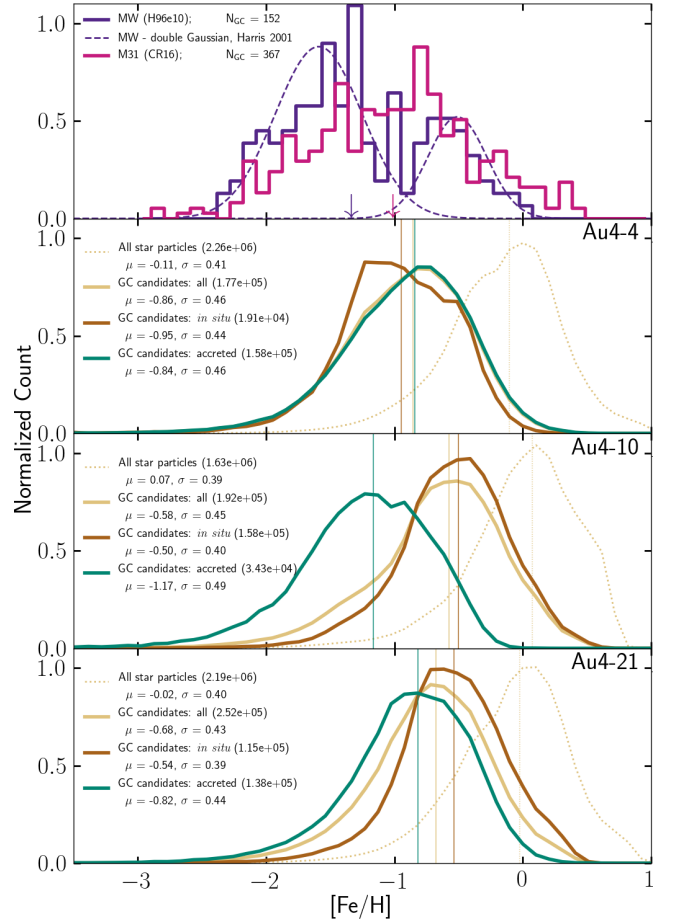 MW (H96e10); N_GC = 152
MW - double Gaussian, Harris 2001
M31 (CR16); N_GC = 367
1.0
0.5
0.0
Au4-4
All star particles (2.26e+06)
μ = -0.11, σ = 0.41
GC candidates: all (1.77e+05)
μ = -0.86, σ = 0.46
GC candidates: in situ (1.91e+04)
μ = -0.95, σ = 0.44
GC candidates: accreted (1.58e+05)
μ = -0.84, σ = 0.46
1.0
0.5
0.0
Au4-10
All star particles (1.63e+06)
μ = 0.07, σ = 0.39
GC candidates: all (1.92e+05)
μ = -0.58, σ = 0.45
GC candidates: in situ (1.58e+05)
μ = -0.50, σ = 0.40
GC candidates: accreted (3.43e+04)
μ = -1.17, σ = 0.49
1.0
0.5
0.0
Au4-21
All star particles (2.19e+06)
μ = -0.02, σ = 0.40
GC candidates: all (2.52e+05)
μ = -0.68, σ = 0.43
GC candidates: in situ (1.15e+05)
μ = -0.54, σ = 0.39
GC candidates: accreted (1.38e+05)
μ = -0.82, σ = 0.44
1.0
0.5
0.0
Normalized Count
−3 −2 −1 0 1
[Fe/H]